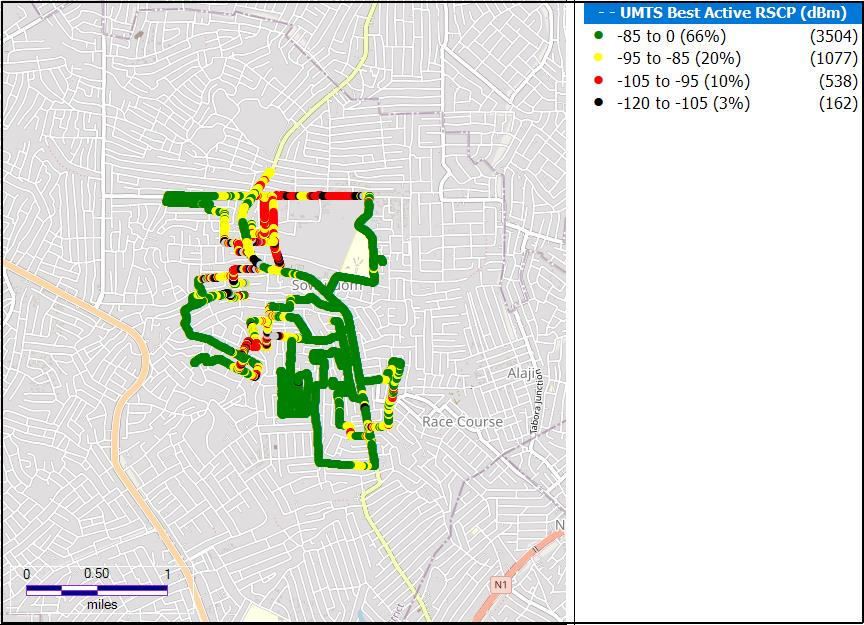 UMTS Best Active RSCP (dBm)
-85 to 0 (66%) (3504)
-95 to -85 (20%) (1077)
-105 to -95 (10%) (538)
-120 to -105 (3%) (162)
Alaji
Tabora Junction
Race Course
N
N1
0 0.50 1
miles